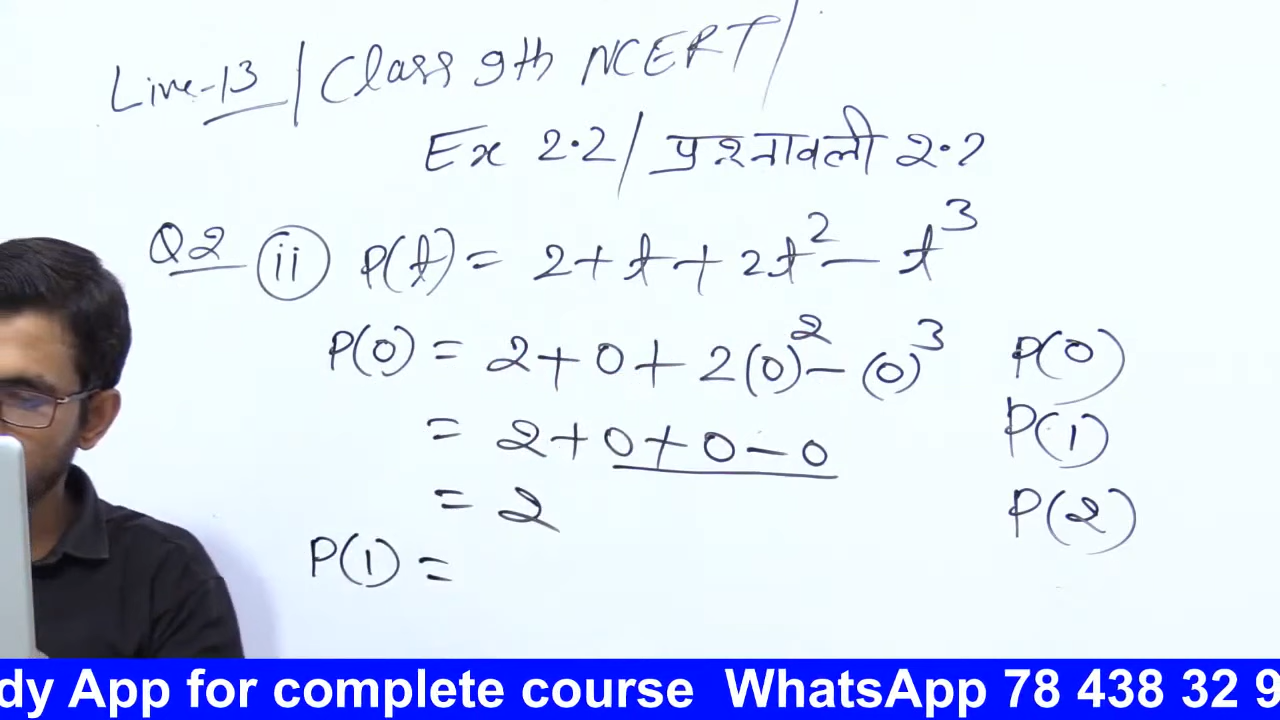 Live-13 / Class 9th NCERT /
Ex 2.2 / प्रश्नावली 2.2
Q2 (ii) P(t) = 2 + t + 2t² - t³
P(0) = 2 + 0 + 2(0)² - (0)³ P(0)
= 2 + 0 + 0 - 0 P(1)
= 2 P(2)
P(1) =
dy App for complete course WhatsApp 78 438 32 9